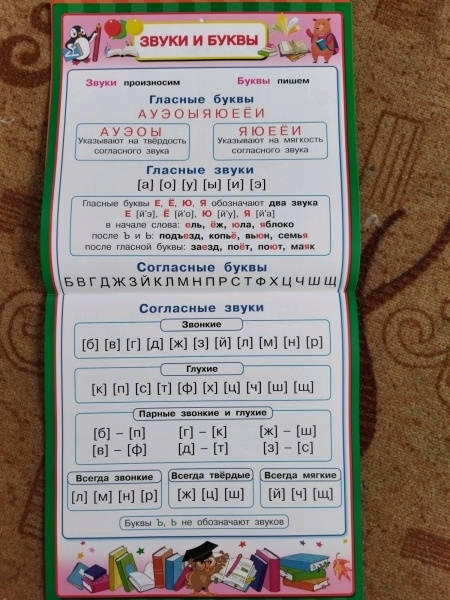 ЗВУКИ И БУКВЫ
Звуки произносим Буквы пишем
Гласные буквы
АУЭОЫЯЮЕЁИ
АУЭОЫ
Указывают на твёрдость
согласного звука
ЯЮЕЁИ
Указывают на мягкость
согласного звука
Гласные звуки
[а] [о] [у] [ы] [и] [э]
Гласные буквы Е, Ё, Ю, Я обозначают два звука
Е [й'э], Ё [й'о], Ю [й'у], Я [й'а]
в начале слова: ель, ёж, юла, яблоко
после Ъ и Ь: подъезд, копьё, вьюн, семья
после гласной буквы: заезд, поёт, поют, маяк
Согласные буквы
БВГДЖЗЙКЛМНПРСТФХЦЧШЩ
Согласные звуки
Звонкие
[б] [в] [г] [д] [ж] [з] [й] [л] [м] [н] [р]
Глухие
[к] [п] [с] [т] [ф] [х] [ц] [ч] [ш] [щ]
Парные звонкие и глухие
[б] – [п] [г] – [к] [ж] – [ш]
[в] – [ф] [д] – [т] [з] – [с]
Всегда звонкие
[л] [м] [н] [р]
Всегда твёрдые
[ж] [ц] [ш]
Всегда мягкие
[й] [ч] [щ]
Буквы Ъ, Ь не обозначают звуков